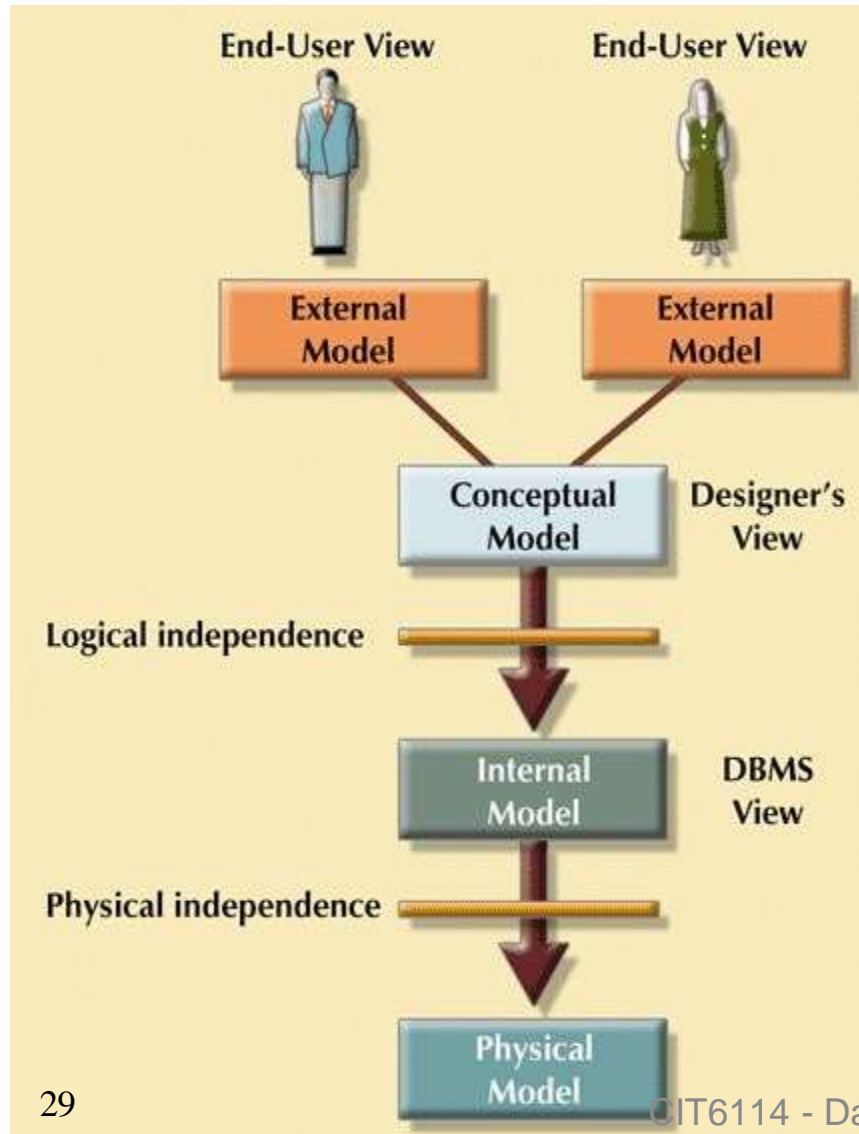 End-User View
End-User View
External
Model
External
Model
Conceptual
Model
Designer's
View
Logical independence
Internal
Model
DBMS
View
Physical independence
Physical
Model
29
CIT6114 - Da